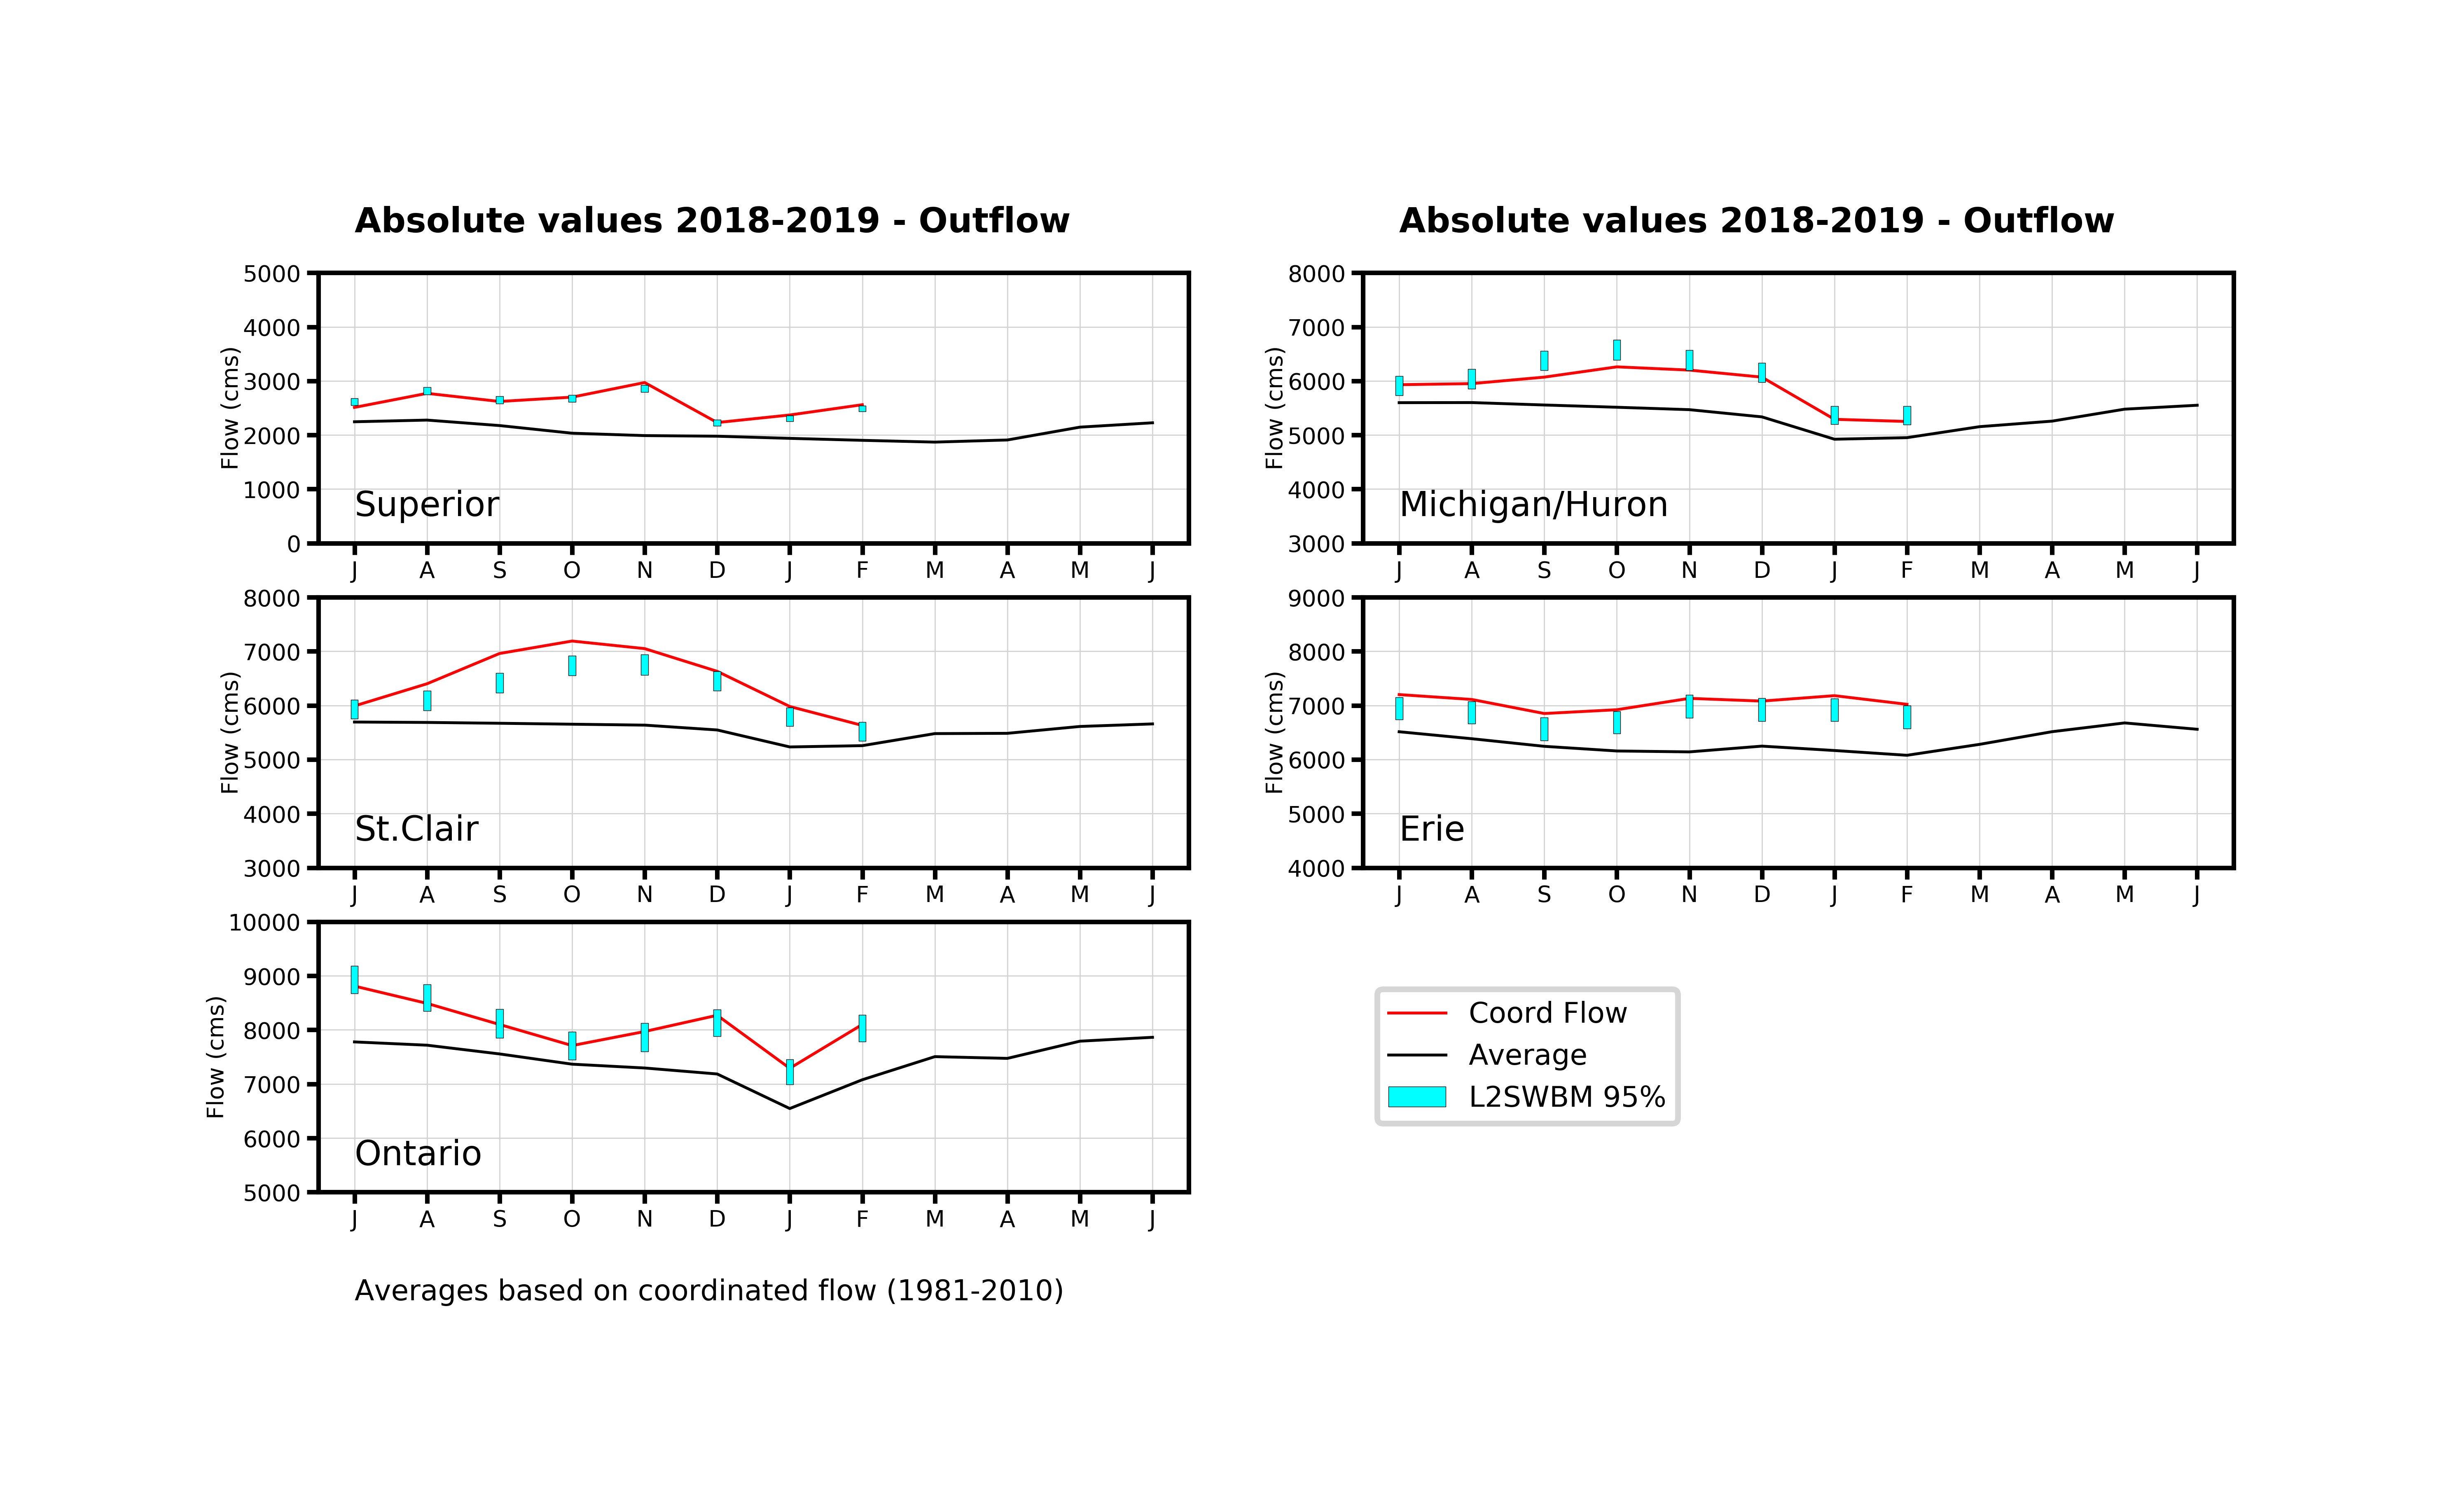 Absolute values 2018-2019 - Outflow
5000
4000
3000
2000
1000
0
Flow (cms)
Superior
J A S O N D J F M A M J
Absolute values 2018-2019 - Outflow
8000
7000
6000
5000
4000
3000
Flow (cms)
Michigan/Huron
J A S O N D J F M A M J
8000
7000
6000
5000
4000
3000
Flow (cms)
St.Clair
J A S O N D J F M A M J
9000
8000
7000
6000
5000
4000
Flow (cms)
Erie
J A S O N D J F M A M J
10000
9000
8000
7000
6000
5000
Flow (cms)
Ontario
J A S O N D J F M A M J
Coord Flow
Average
L2SWBM 95%
Averages based on coordinated flow (1981-2010)